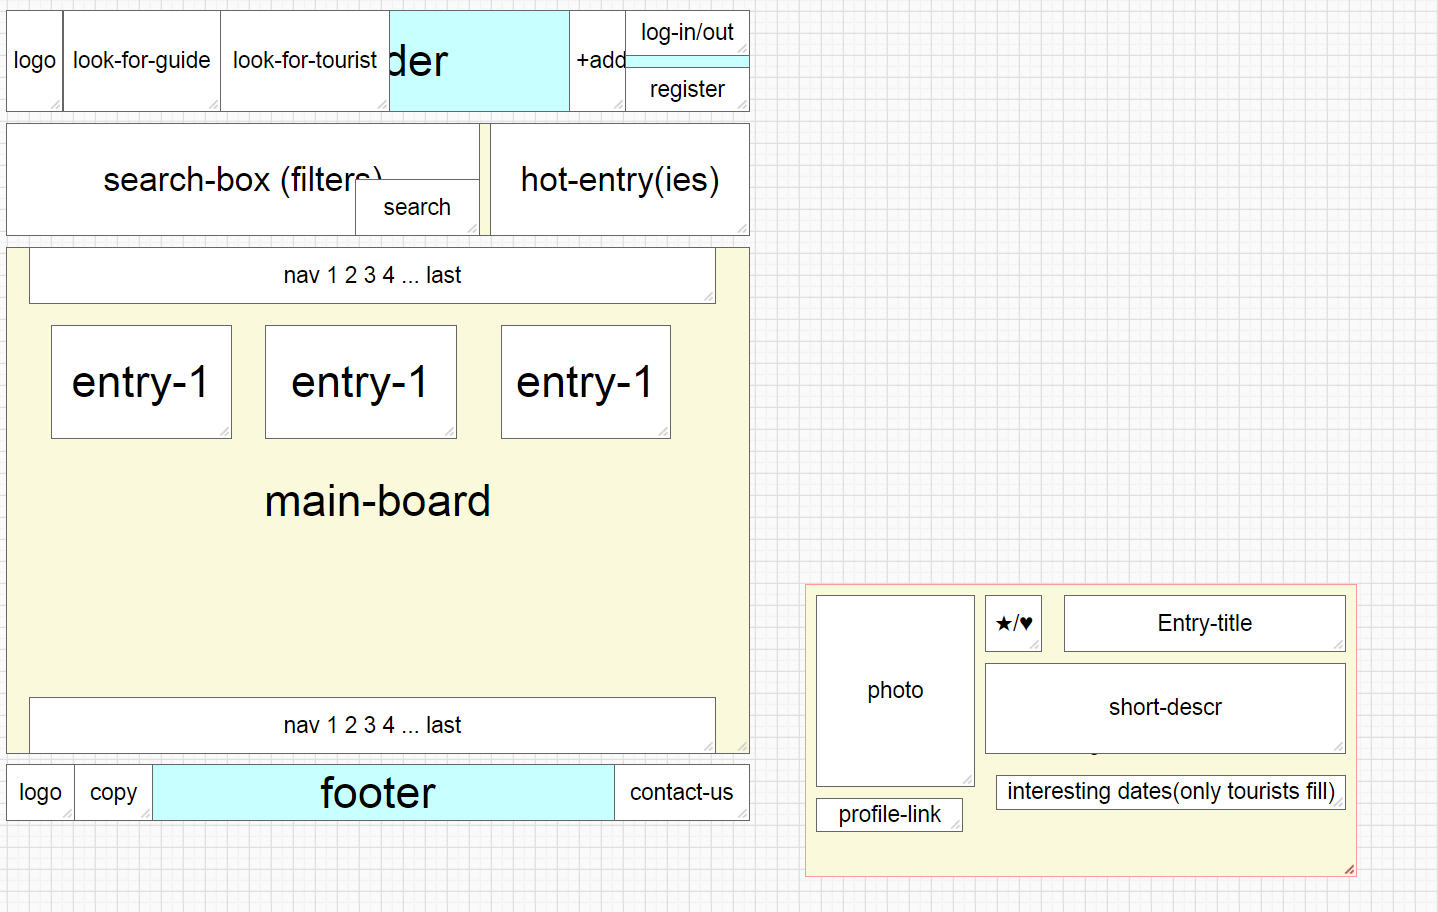 logo
look-for-guide
look-for-tourist
der
+add
log-in/out
register
search-box (filters)
search
hot-entry(ies)
nav 1 2 3 4 ... last
entry-1
entry-1
entry-1
main-board
nav 1 2 3 4 ... last
logo
copy
footer
contact-us
photo
★/♥
Entry-title
short-descr
interesting dates(only tourists fill)
profile-link